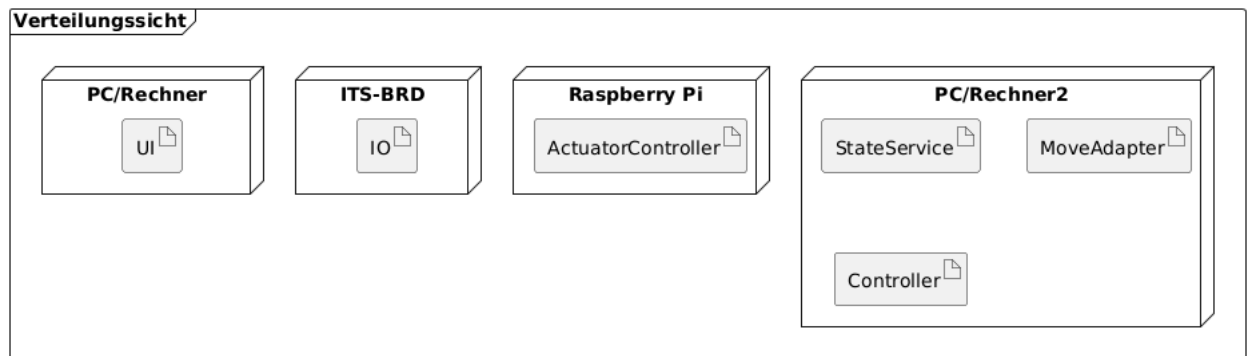 Verteilungssicht
PC/Rechner
UI
ITS-BRD
IO
Raspberry Pi
ActuatorController
PC/Rechner2
StateService
MoveAdapter
Controller